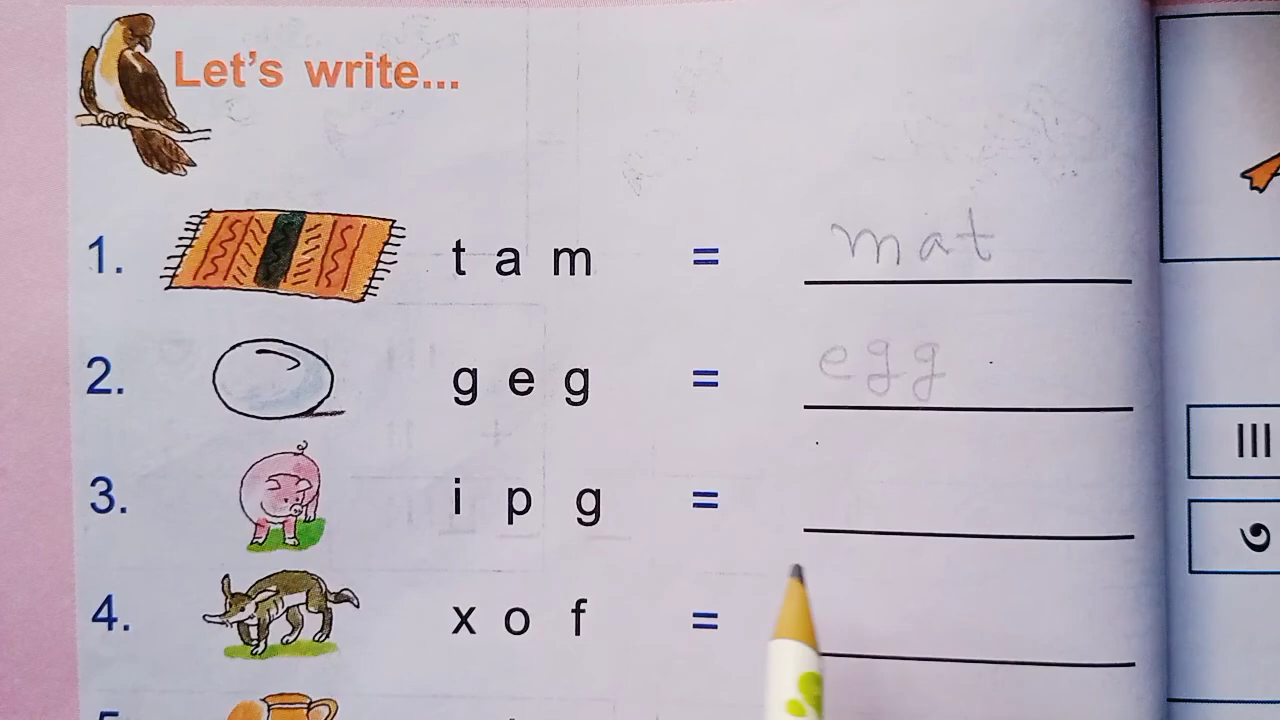 Let's write...
1. t a m = mat
2. g e g = egg
3. i p g =
4. x o f =